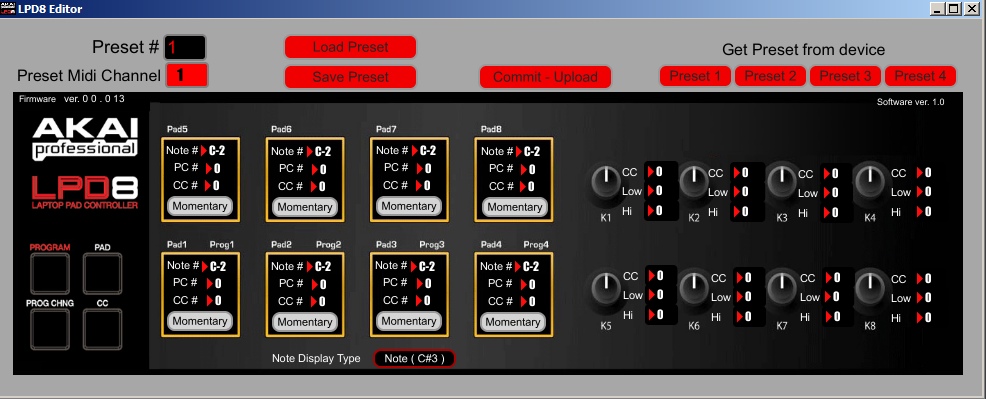 LPD8 Editor
Preset # 1
Load Preset
Get Preset from device
Preset Midi Channel 1
Save Preset
Commit - Upload
Preset 1 Preset 2 Preset 3 Preset 4
Firmware ver. 0 0 . 0 13
Software ver. 1.0
AKAI
professional
LPD8
LAPTOP PAD CONTROLLER
PROGRAM PAD
PROG CHNG CC
Pad5 Pad6 Pad7 Pad8
Note # C-2 Note # C-2 Note # C-2 Note # C-2
PC # 0 PC # 0 PC # 0 PC # 0
CC # 0 CC # 0 CC # 0 CC # 0
Momentary Momentary Momentary Momentary
Pad1 Prog1 Pad2 Prog2 Pad3 Prog3 Pad4 Prog4
Note # C-2 Note # C-2 Note # C-2 Note # C-2
PC # 0 PC # 0 PC # 0 PC # 0
CC # 0 CC # 0 CC # 0 CC # 0
Momentary Momentary Momentary Momentary
Note Display Type Note ( C#3 )
CC 0 CC 0 CC 0 CC 0
Low 0 Low 0 Low 0 Low 0
K1 Hi 0 K2 Hi 0 K3 Hi 0 K4 Hi 0
CC 0 CC 0 CC 0 CC 0
Low 0 Low 0 Low 0 Low 0
K5 Hi 0 K6 Hi 0 K7 Hi 0 K8 Hi 0